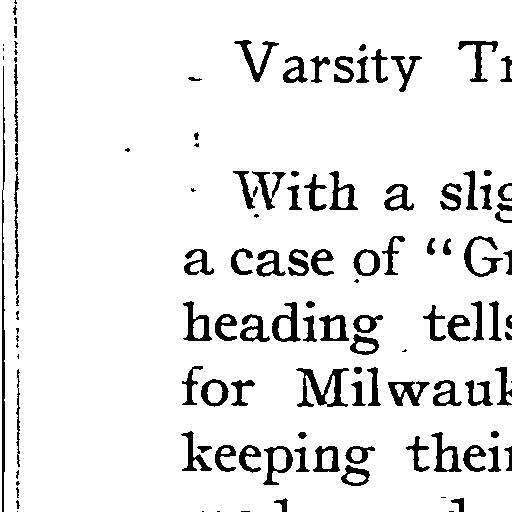 Varsity Tr
With a slig
a case of "Gr
heading tells
for Milwauk
keeping their